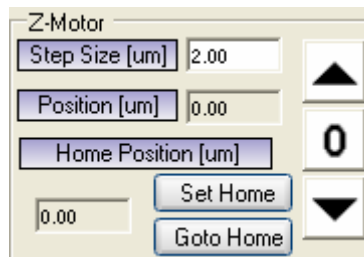 Z-Motor
Step Size [um] 2.00
Position [um] 0.00
0
Home Position [um]
Set Home
0.00
Goto Home